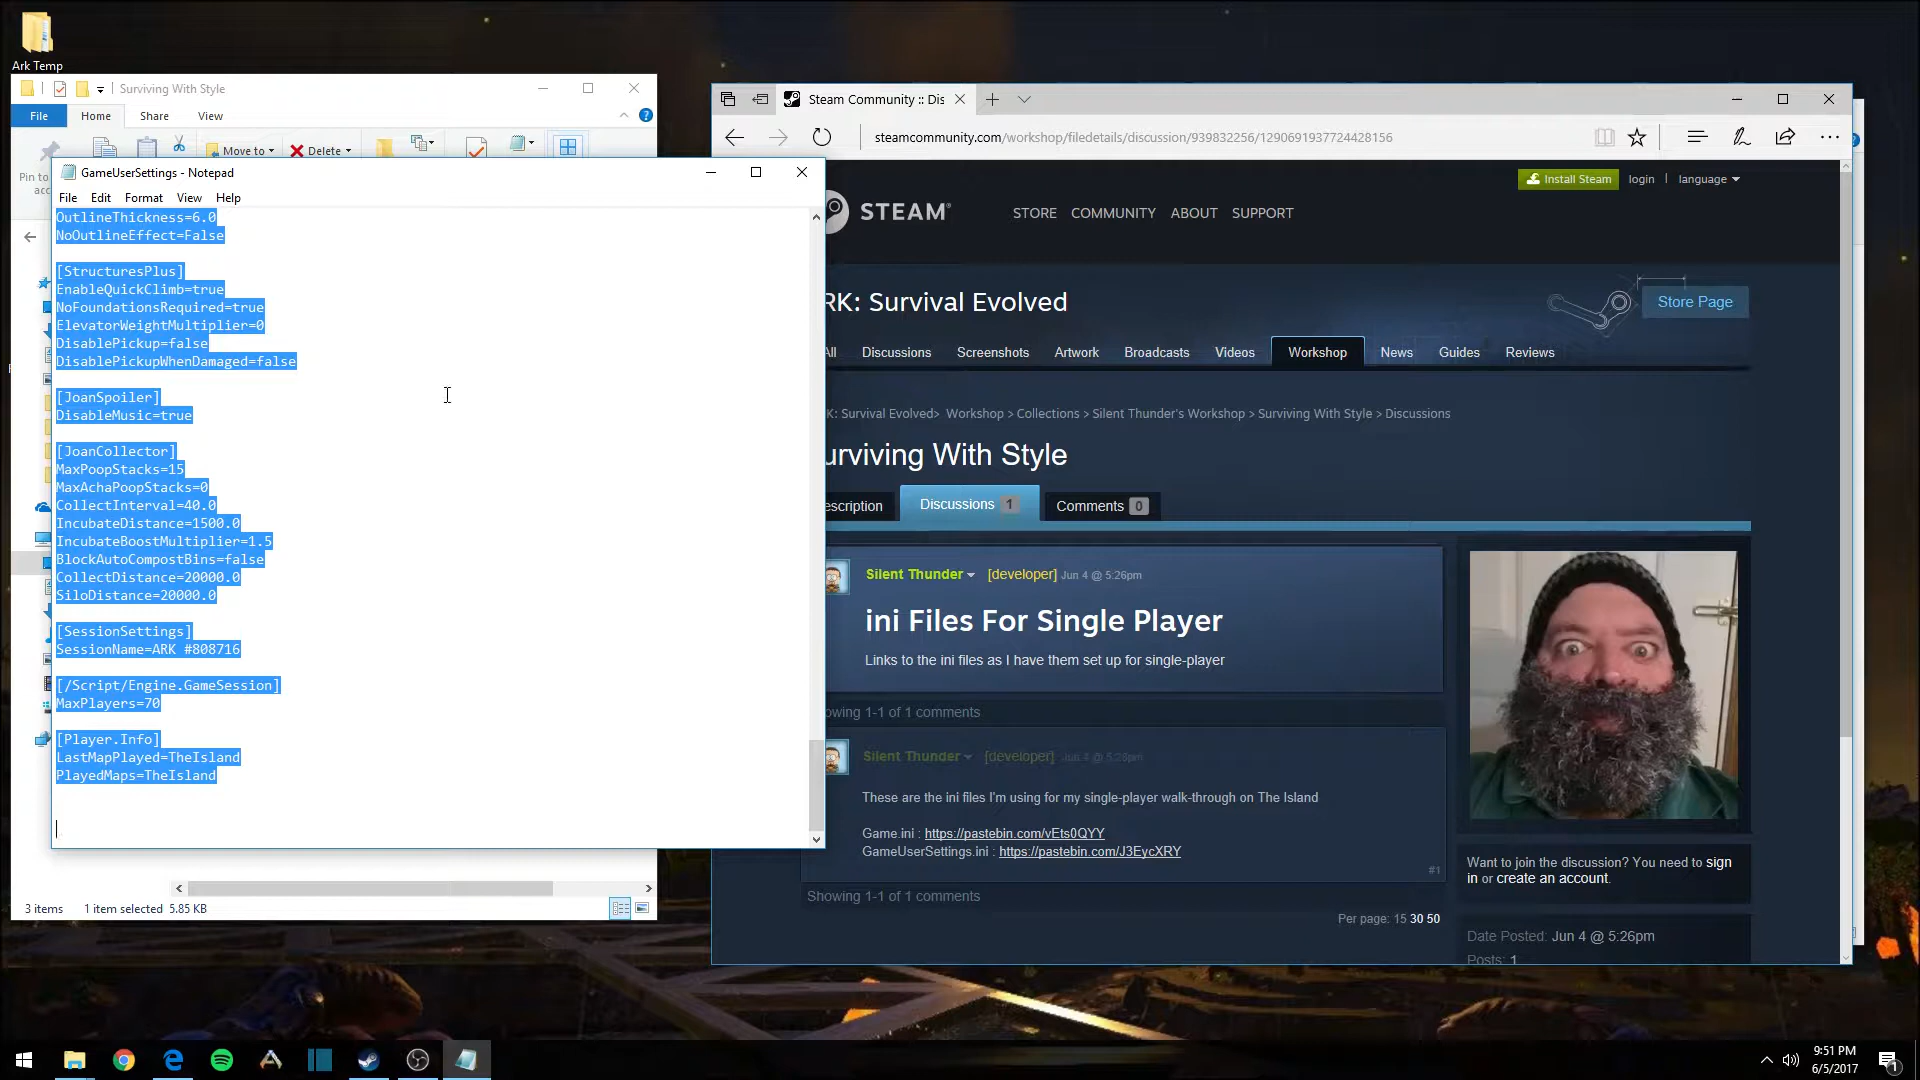 Ark Temp
Surviving With Style
File
Home
Share
View
Move to
Delete
Pin to
GameUserSettings - Notepad
File Edit Format View Help
OutlineThickness=6.0
NoOutlineEffect=False
[StructuresPlus]
EnableQuickClimb=true
NoFoundationsRequired=true
ElevatorWeightMultiplier=0
DisablePickup=false
DisablePickupWhenDamaged=false
[JoanSpoiler]
DisableMusic=true
[JoanCollector]
MaxPoopStacks=15
MaxAchaPoopStacks=0
CollectInterval=40.0
IncubateDistance=1500.0
IncubateBoostMultiplier=1.5
BlockAutoCompostBins=false
CollectDistance=20000.0
SiloDistance=20000.0
[SessionSettings]
SessionName=ARK #808716
[/Script/Engine.GameSession]
MaxPlayers=70
[Player.Info]
LastMapPlayed=TheIsland
PlayedMaps=TheIsland
3 items 1 item selected 5.85 KB
Steam Community :: Dis
steamcommunity.com/workshop/filedetails/discussion/939832256/1290691937724428156
Install Steam login | language
STEAM®
STORE COMMUNITY ABOUT SUPPORT
RK: Survival Evolved
Store Page
All Discussions Screenshots Artwork Broadcasts Videos Workshop News Guides Reviews
K: Survival Evolved> Workshop > Collections > Silent Thunder's Workshop > Surviving With Style > Discussions
urviving With Style
escription Discussions 1 Comments 0
Silent Thunder [developer] Jun 4 @ 5:26pm
ini Files For Single Player
Links to the ini files as I have them set up for single-player
owing 1-1 of 1 comments
Silent Thunder [developer] Jun 4 @ 5:28pm
These are the ini files I'm using for my single-player walk-through on The Island
Game.ini : https://pastebin.com/vEts0QYY
GameUserSettings.ini : https://pastebin.com/J3EycXRY
#1
Showing 1-1 of 1 comments
Per page: 15 30 50
Want to join the discussion? You need to sign
in or create an account.
Date Posted: Jun 4 @ 5:26pm
Posts: 1
9:51 PM
6/5/2017
1